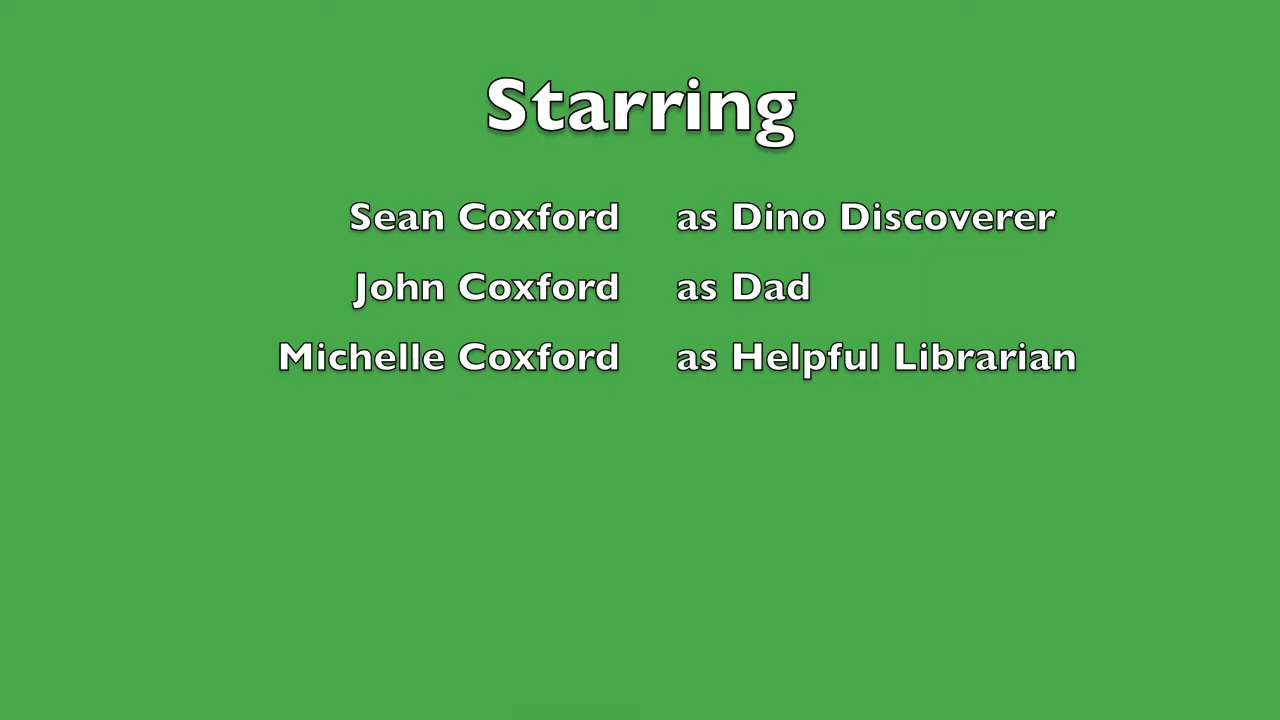 Starring
Sean Coxford as Dino Discoverer
John Coxford as Dad
Michelle Coxford as Helpful Librarian